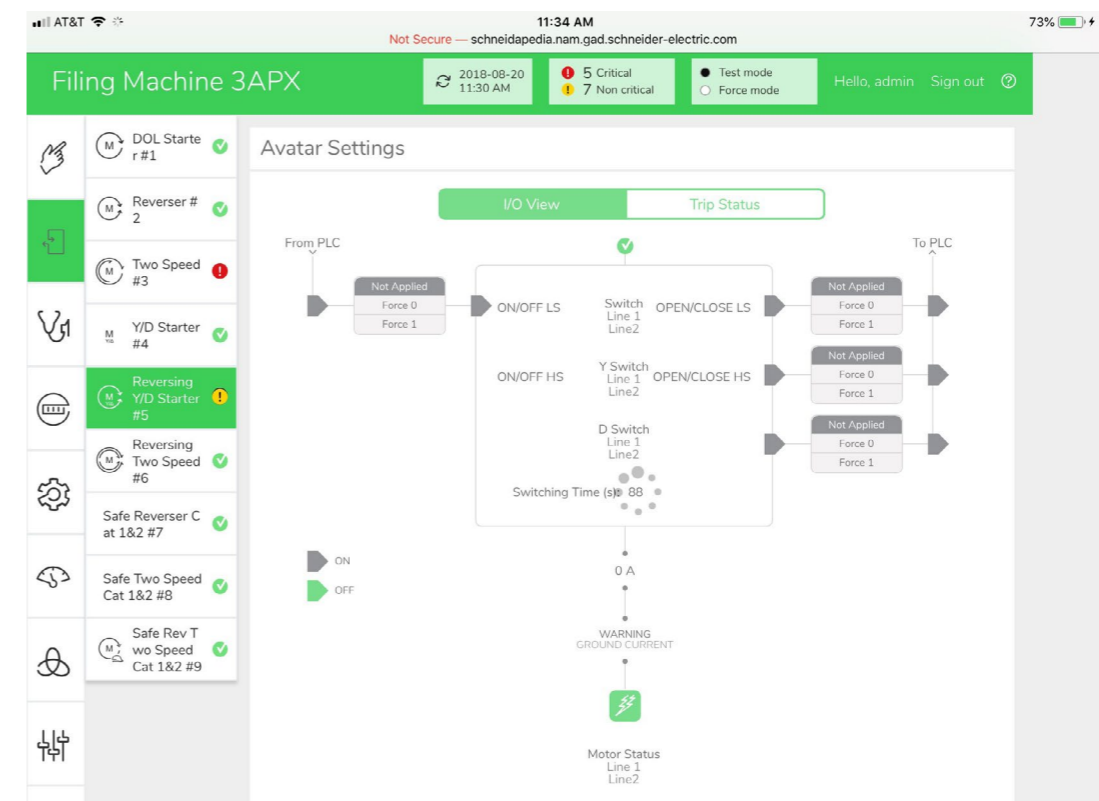 AT&T
11:34 AM
73%
Not Secure — schneidapedia.nam.gad.schneider-electric.com
Filing Machine 3APX
2018-08-20
11:30 AM
5 Critical
7 Non critical
Test mode
Force mode
Hello, admin
Sign out
?
M
DOL Starte
r #1
M
Reverser #
2
M
Two Speed
#3
!
M
Y/D
Y/D Starter
#4
M
Reversing
Y/D Starter
#5
!
M
Reversing
Two Speed
#6
Safe Reverser C
at 1&2 #7
Safe Two Speed
Cat 1&2 #8
M
Safe Rev T
wo Speed
Cat 1&2 #9
Avatar Settings
I/O View
Trip Status
From PLC
To PLC
Not Applied
Force 0
Force 1
ON/OFF LS
Switch
Line 1
Line2
OPEN/CLOSE LS
Not Applied
Force 0
Force 1
ON/OFF HS
Y Switch
Line 1
Line2
OPEN/CLOSE HS
Not Applied
Force 0
Force 1
D Switch
Line 1
Line2
Not Applied
Force 0
Force 1
Switching Time (s): 88
ON
OFF
0 A
WARNING
GROUND CURRENT
Motor Status
Line 1
Line2